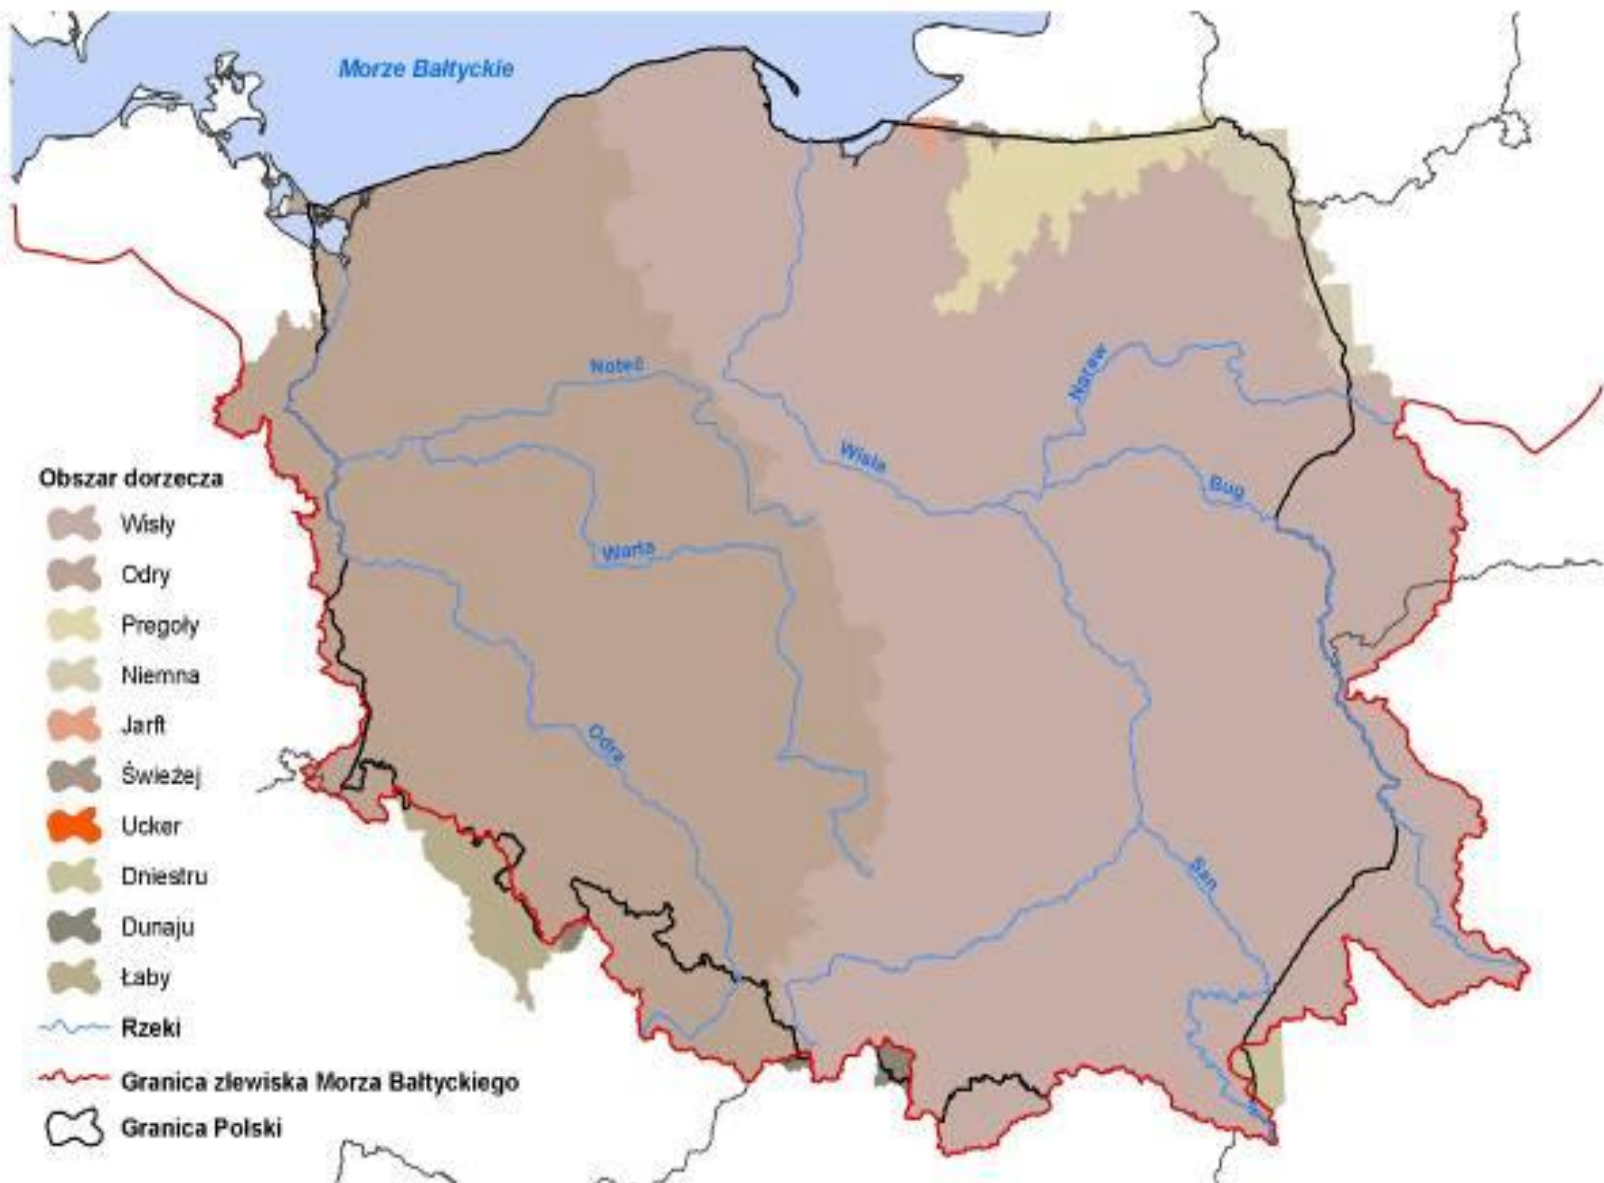 Morze Bałtyckie
Noteć
Narew
Wisła
Bug
Warta
Odra
San
Obszar dorzecza
Wisły
Odry
Pregoły
Niemna
Jarft
Świeżej
Ucker
Dniestru
Dunaju
Łaby
Rzeki
Granica zlewiska Morza Bałtyckiego
Granica Polski